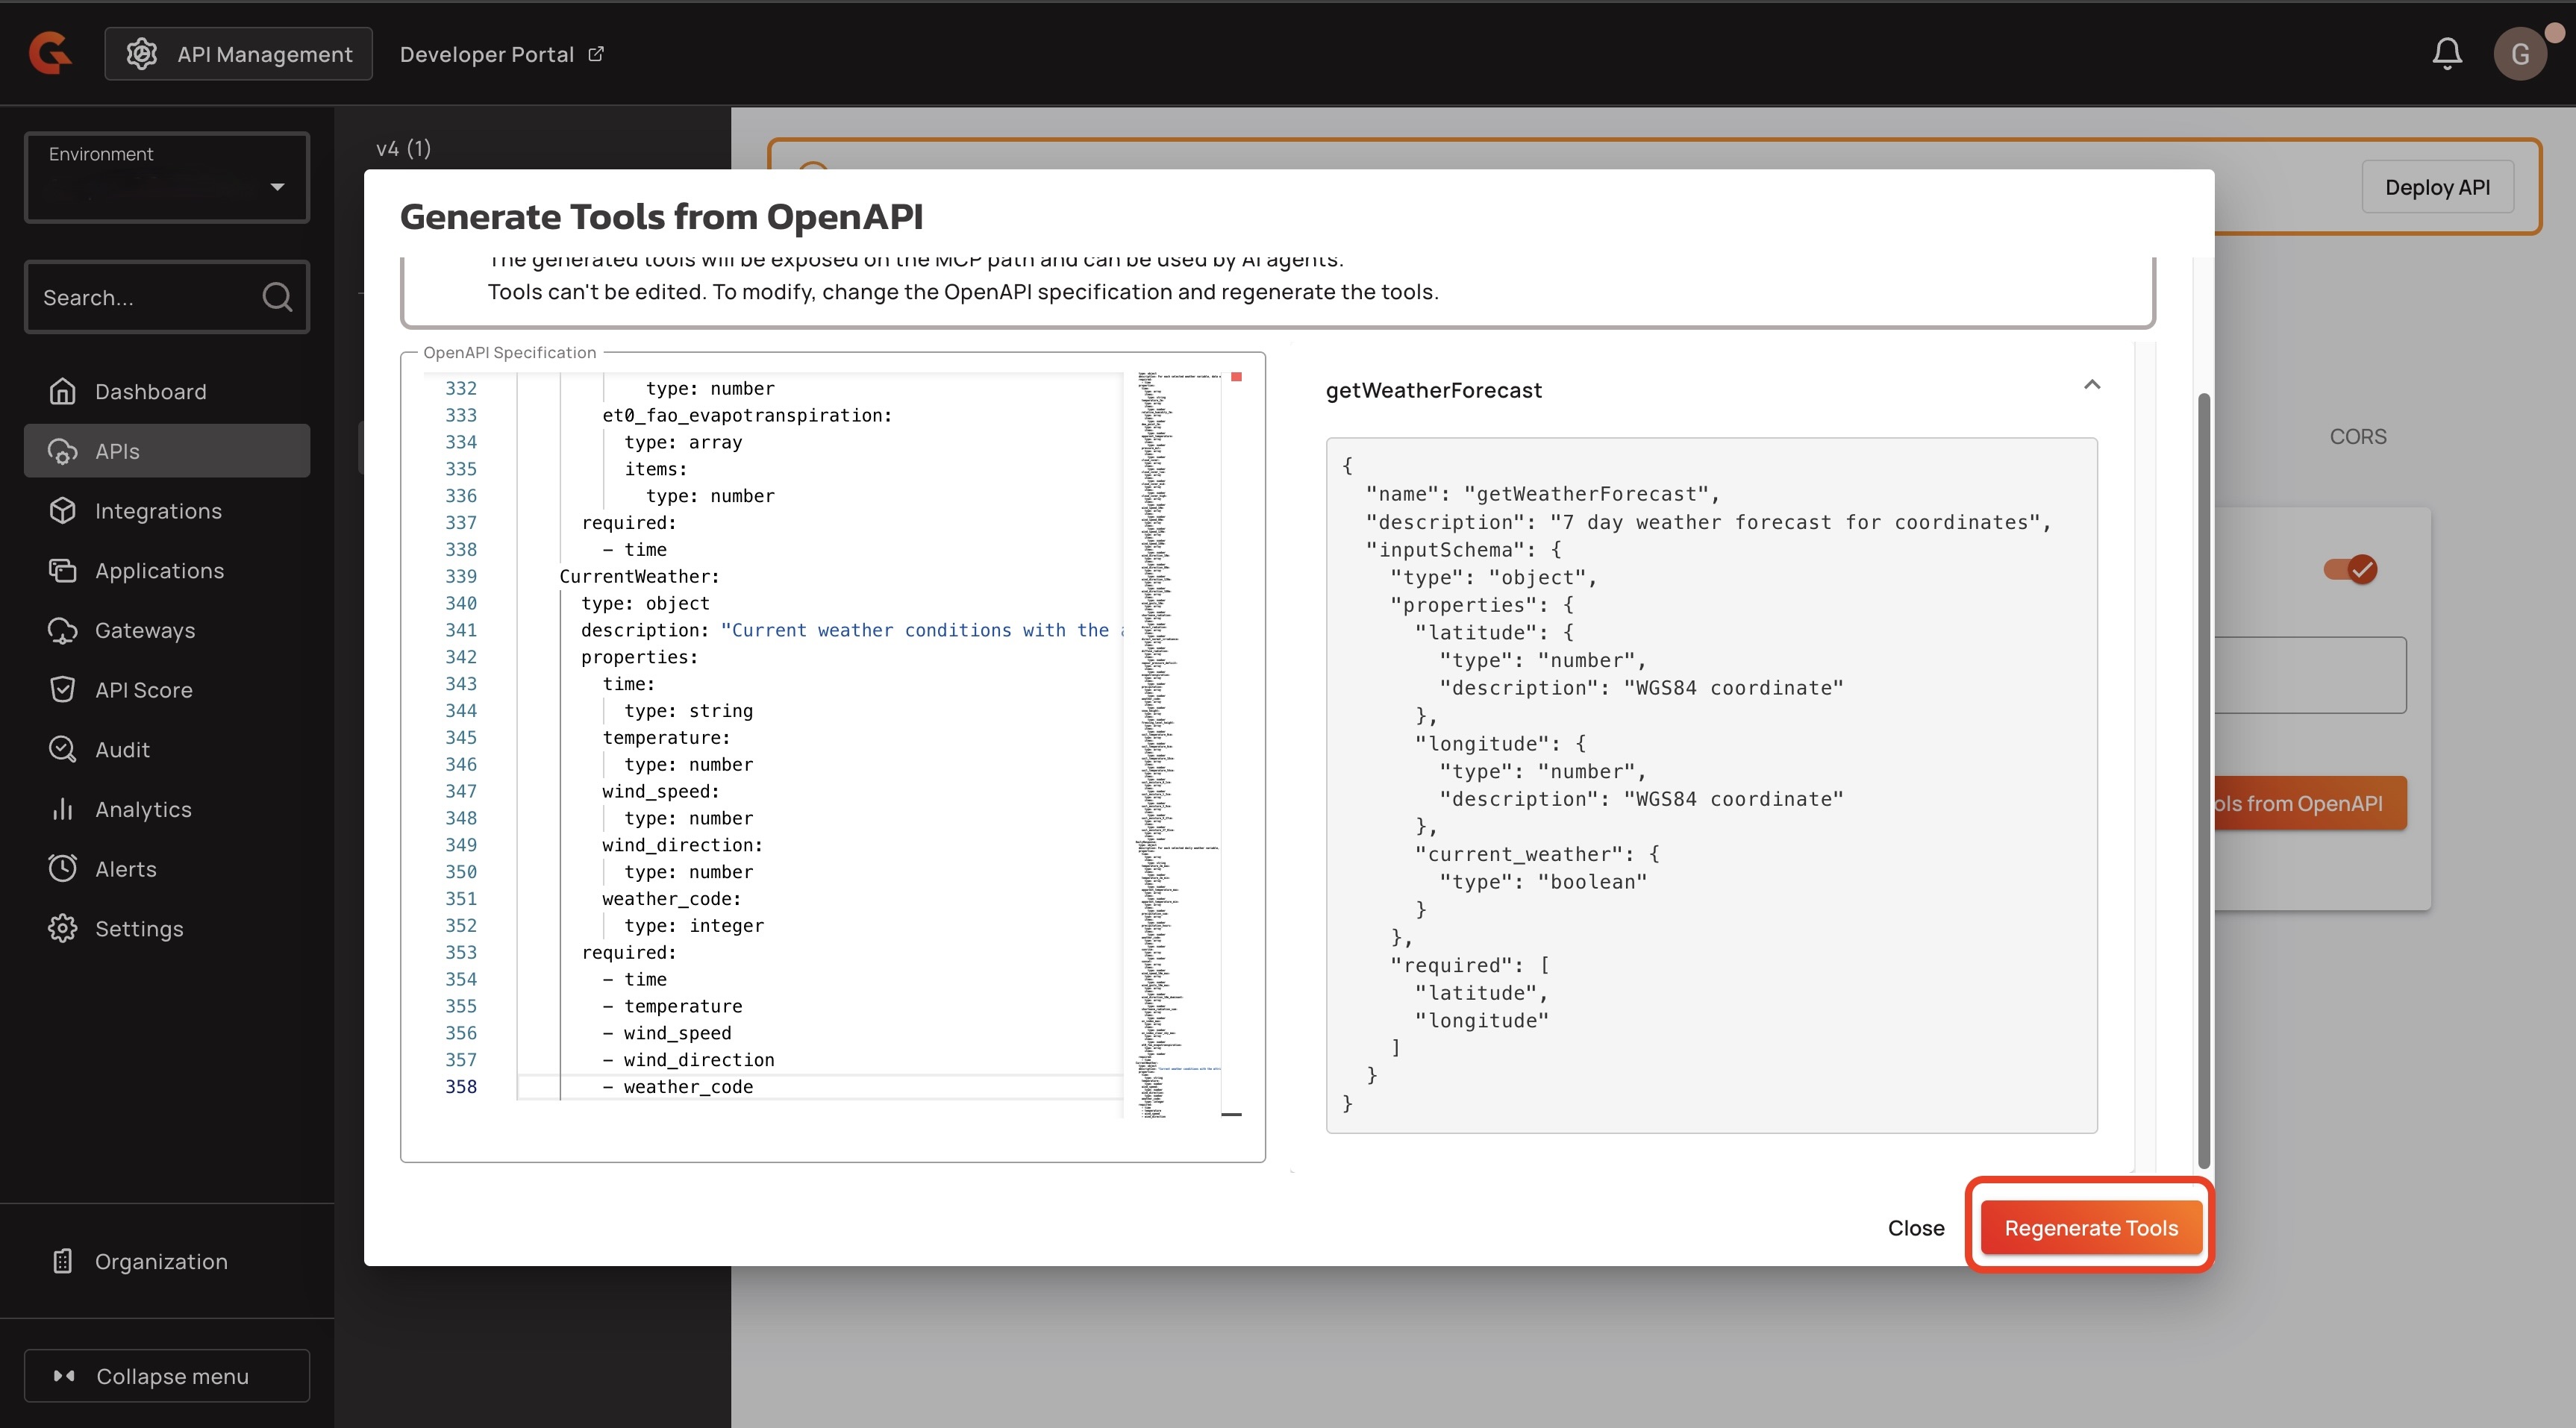 API Management
Developer Portal
G
Environment
Search...
Dashboard
APIs
Integrations
Applications
Gateways
API Score
Audit
Analytics
Alerts
Settings
Organization
Collapse menu
v4 (1)
Deploy API
CORS
ols from OpenAPI
Generate Tools from OpenAPI
The generated tools will be exposed on the MCP path and can be used by AI agents.
Tools can't be edited. To modify, change the OpenAPI specification and regenerate the tools.
OpenAPI Specification
332 type: number
333 et0_fao_evapotranspiration:
334 type: array
335 items:
336 type: number
337 required:
338 - time
339 CurrentWeather:
340 type: object
341 description: "Current weather conditions with the
342 properties:
343 time:
344 type: string
345 temperature:
346 type: number
347 wind_speed:
348 type: number
349 wind_direction:
350 type: number
351 weather_code:
352 type: integer
353 required:
354 - time
355 - temperature
356 - wind_speed
357 - wind_direction
358 - weather_code
getWeatherForecast
{
"name": "getWeatherForecast",
"description": "7 day weather forecast for coordinates",
"inputSchema": {
"type": "object",
"properties": {
"latitude": {
"type": "number",
"description": "WGS84 coordinate"
},
"longitude": {
"type": "number",
"description": "WGS84 coordinate"
},
"current_weather": {
"type": "boolean"
}
},
"required": [
"latitude",
"longitude"
]
}
}
Close
Regenerate Tools